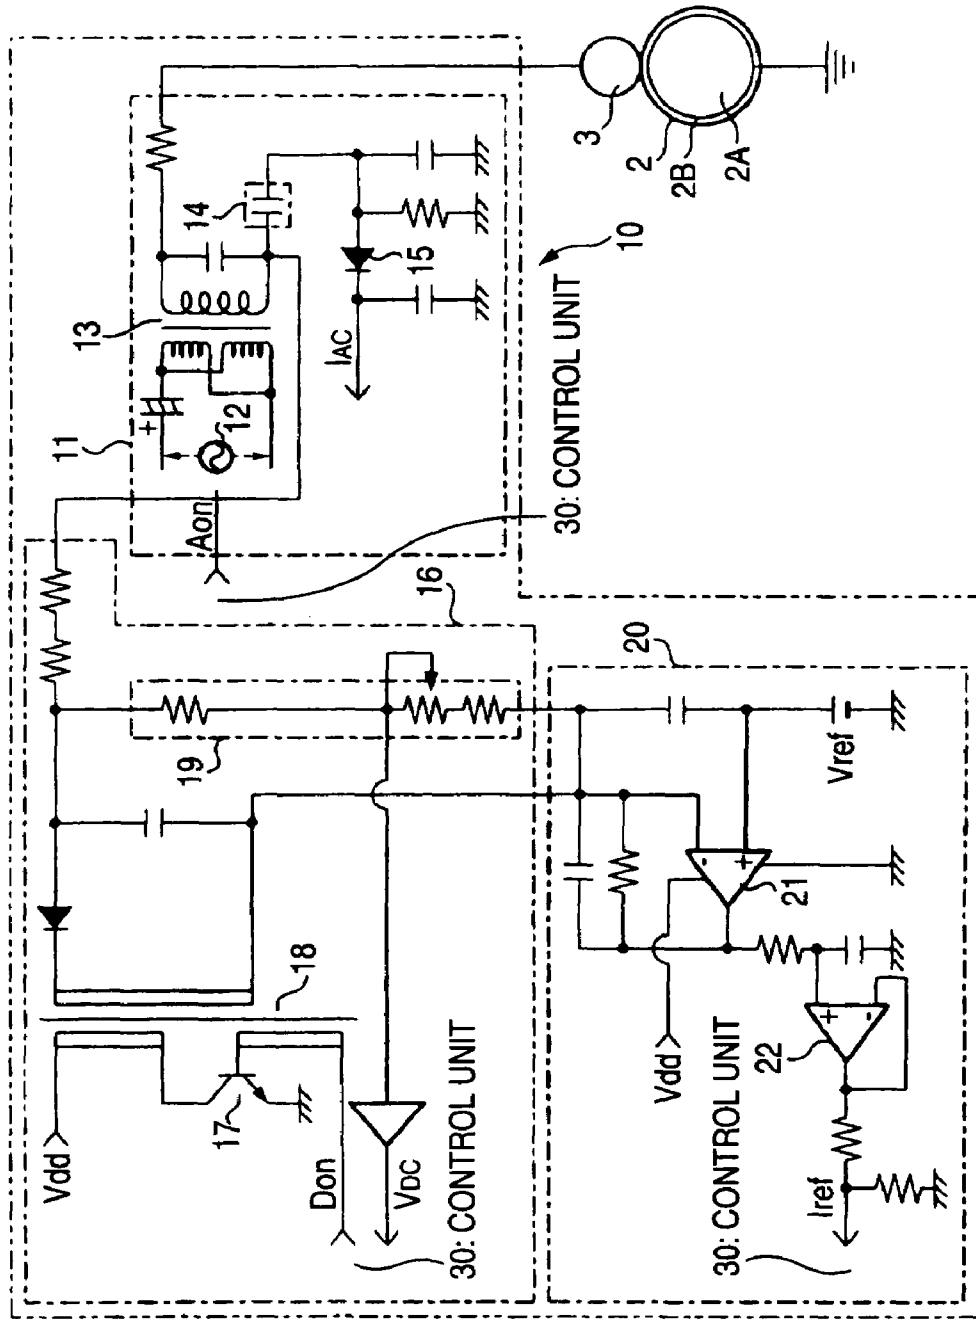 10
3
2
2B
2A
11
13
14
+
12
15
IAC
Aon
30: CONTROL UNIT
16
19
18
Vdd
17
Don
VDC
30: CONTROL UNIT
20
Vref
-
+
21
Vdd
+
-
22
Iref
30: CONTROL UNIT